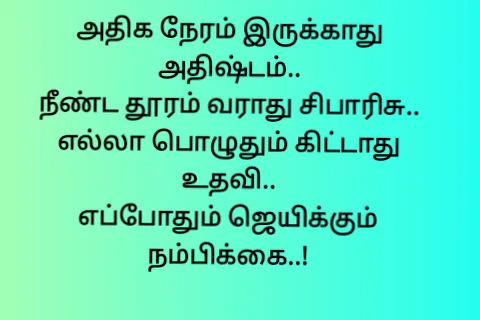 அதிக நேரம் இருக்காது
அதிஷ்டம்..
நீண்ட தூரம் வராது சிபாரிசு..
எல்லா பொழுதும் கிட்டாது
உதவி..
எப்போதும் ஜெயிக்கும்
நம்பிக்கை..!